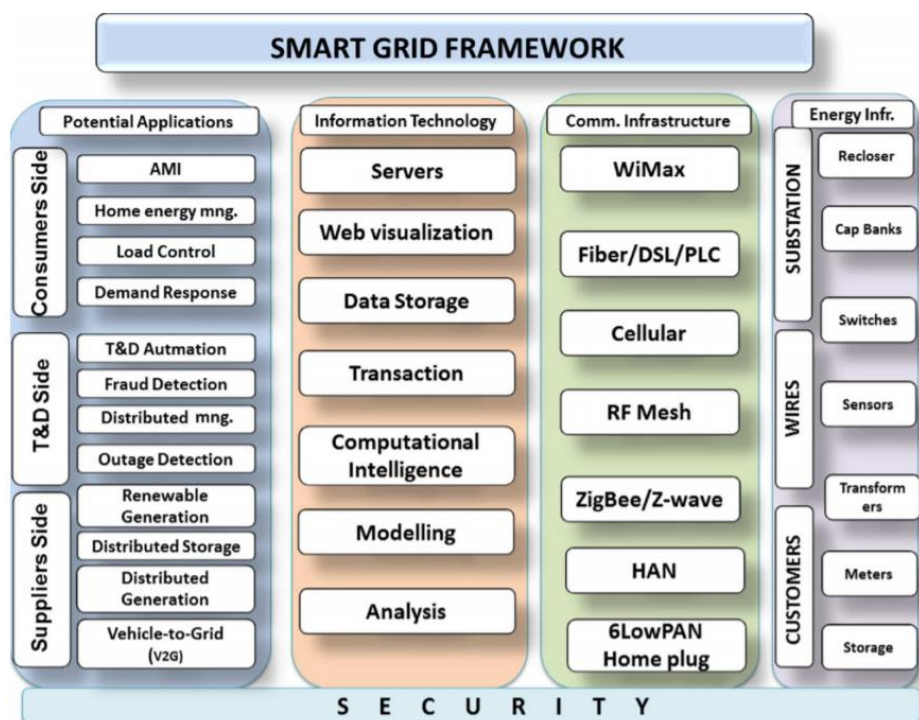 SMART GRID FRAMEWORK
Potential Applications
Consumers Side
AMI
Home energy mng.
Load Control
Demand Response
T&D Side
T&D Autmation
Fraud Detection
Distributed mng.
Outage Detection
Suppliers Side
Renewable
Generation
Distributed Storage
Distributed
Generation
Vehicle-to-Grid
(V2G)
Information Technology
Servers
Web visualization
Data Storage
Transaction
Computational
Intelligence
Modelling
Analysis
Comm. Infrastructure
WiMax
Fiber/DSL/PLC
Cellular
RF Mesh
ZigBee/Z-wave
HAN
6LowPAN
Home plug
Energy Infr.
SUBSTATION
Recloser
Cap Banks
Switches
WIRES
Sensors
Transform
ers
CUSTOMERS
Meters
Storage
S E C U R I T Y